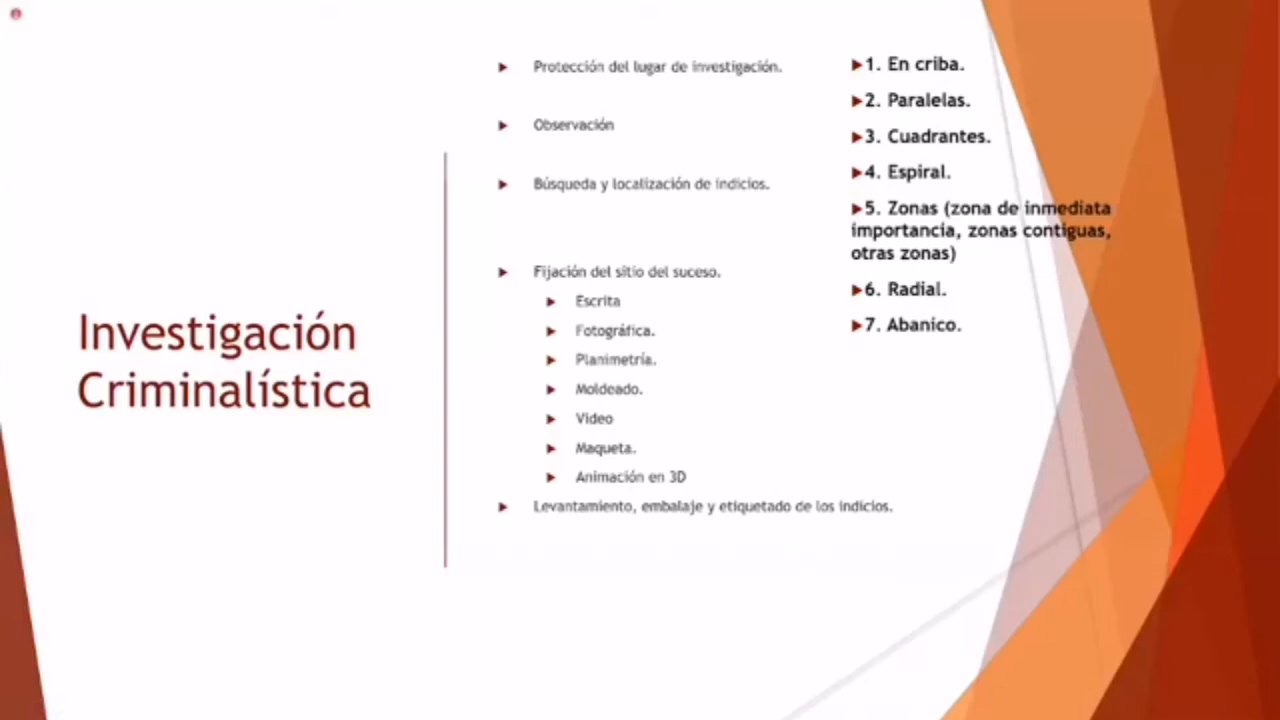 Investigación
Criminalística
Protección del lugar de investigación.
Observación
Búsqueda y localización de indicios.
Fijación del sitio del suceso.
Escrita
Fotográfica.
Planimetría.
Moldeado.
Video
Maqueta.
Animación en 3D
Levantamiento, embalaje y etiquetado de los indicios.
1. En criba.
2. Paralelas.
3. Cuadrantes.
4. Espiral.
5. Zonas (zona de inmediata
importancia, zonas contiguas,
otras zonas)
6. Radial.
7. Abanico.